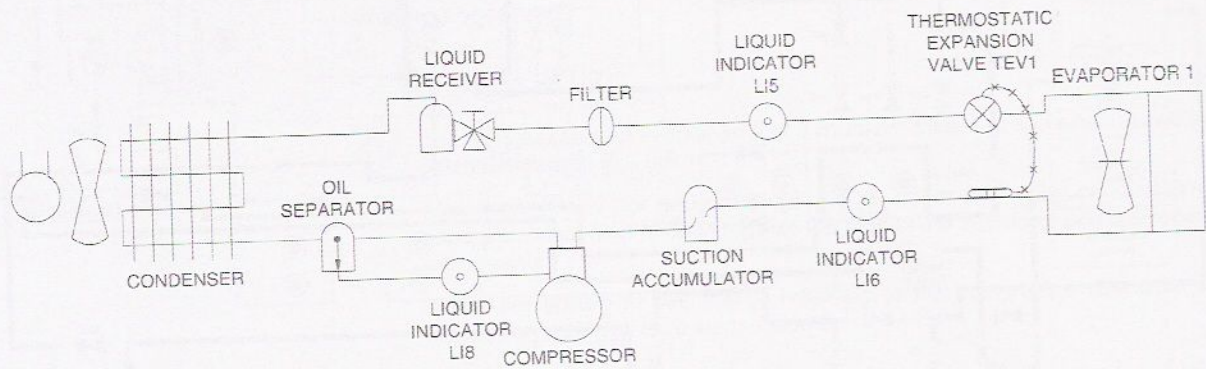 THERMOSTATIC
EXPANSION
VALVE TEV1
LIQUID
INDICATOR
LI5
LIQUID
RECEIVER
EVAPORATOR 1
FILTER
OIL
SEPARATOR
CONDENSER
SUCTION
ACCUMULATOR
LIQUID
INDICATOR
LI6
LIQUID
INDICATOR
LI8
COMPRESSOR